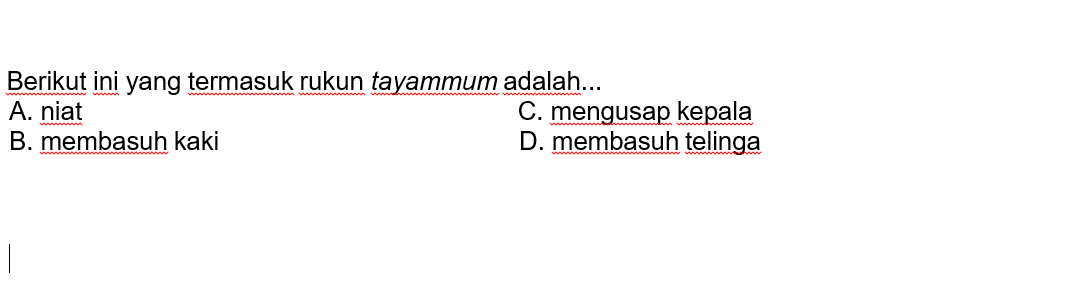 Berikut ini yang termasuk rukun tayammum adalah...
A. niat C. mengusap kepala
B. membasuh kaki D. membasuh telinga